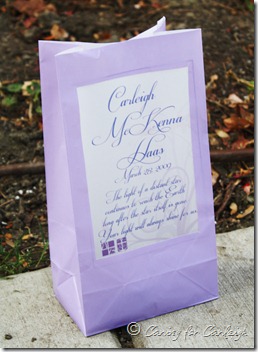 Carleigh
McKenna
Haas
March 29, 2009
The light of a distant star
continues to reach the Earth
long after the star itself is gone.
Your light will always shine for us.
© Caring for Carleigh